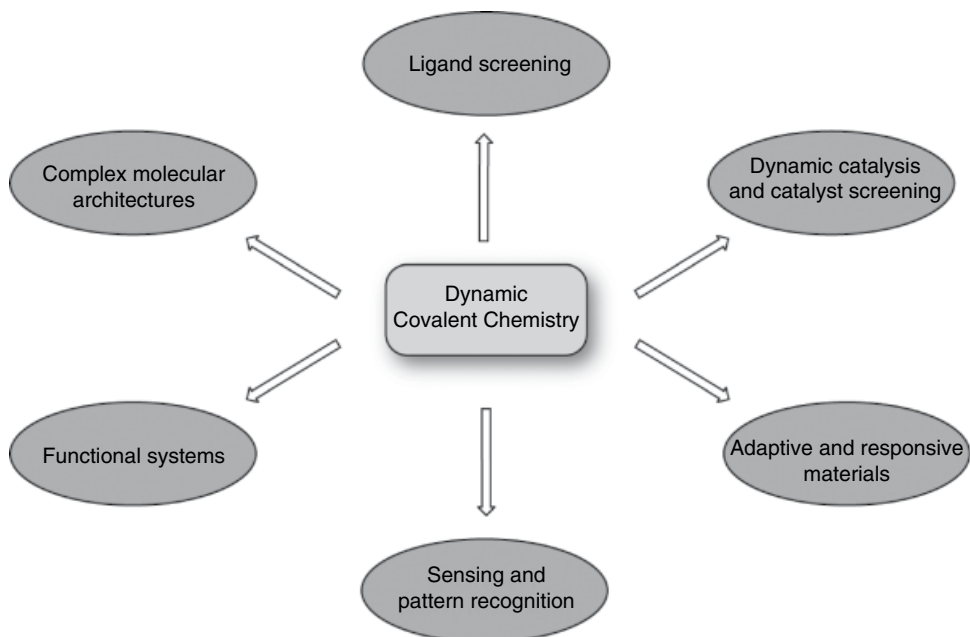 Ligand screening
Complex molecular
architectures
Dynamic catalysis
and catalyst screening
Dynamic
Covalent Chemistry
Functional systems
Adaptive and responsive
materials
Sensing and
pattern recognition